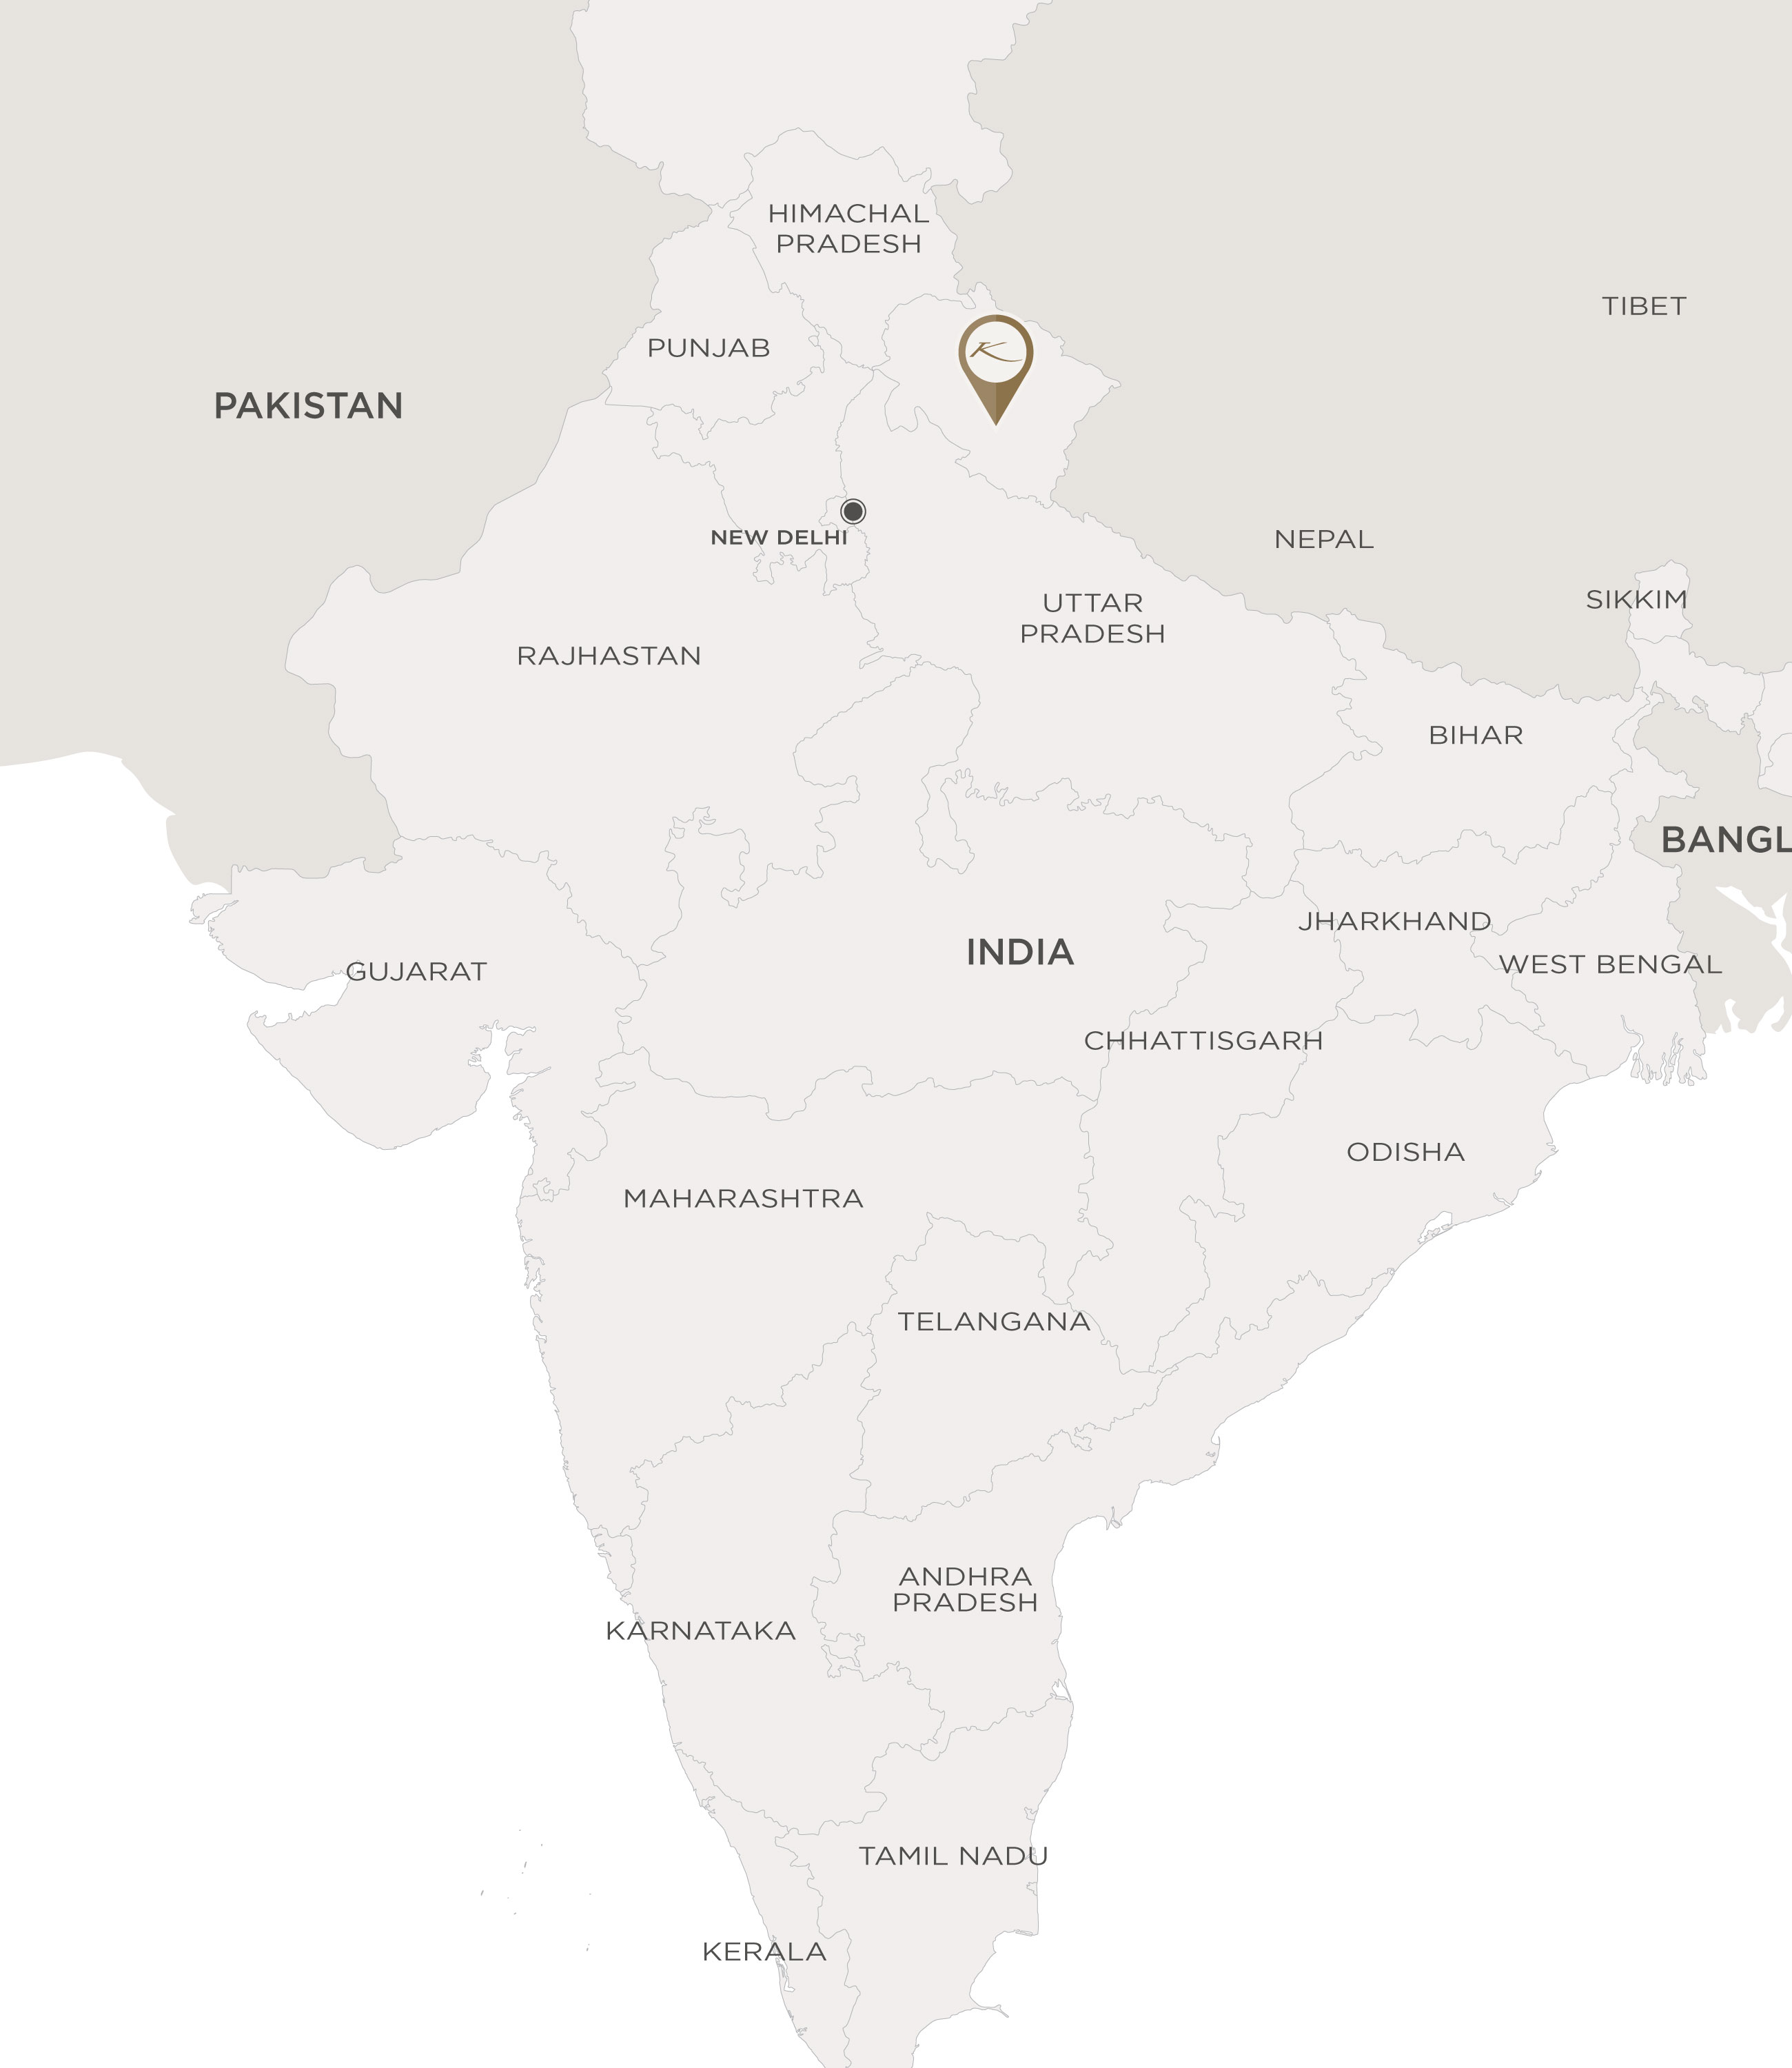 HIMACHAL
PRADESH
TIBET
PUNJAB
K
PAKISTAN
NEW DELHI
NEPAL
SIKKIM
UTTAR
PRADESH
RAJHASTAN
BIHAR
BANGL
JHARKHAND
INDIA
WEST BENGAL
GUJARAT
CHHATTISGARH
ODISHA
MAHARASHTRA
TELANGANA
ANDHRA
PRADESH
KARNATAKA
TAMIL NADU
KERALA